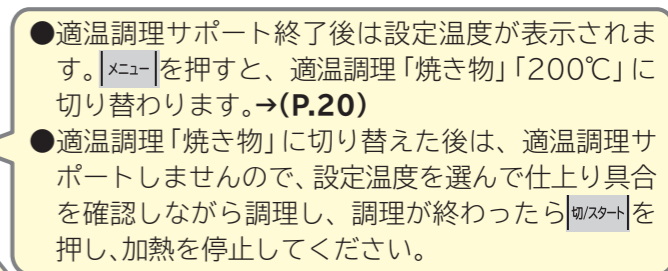 ●適温調理サポート終了後は設定温度が表示されま
す。メニューを押すと、適温調理「焼き物」「200℃」に
切り替わります。→(P.20)
●適温調理「焼き物」に切り替えた後は、適温調理サ
ポートしませんので、設定温度を選んで仕上り具合
を確認しながら調理し、調理が終わったら切/スタートを
押し、加熱を停止してください。